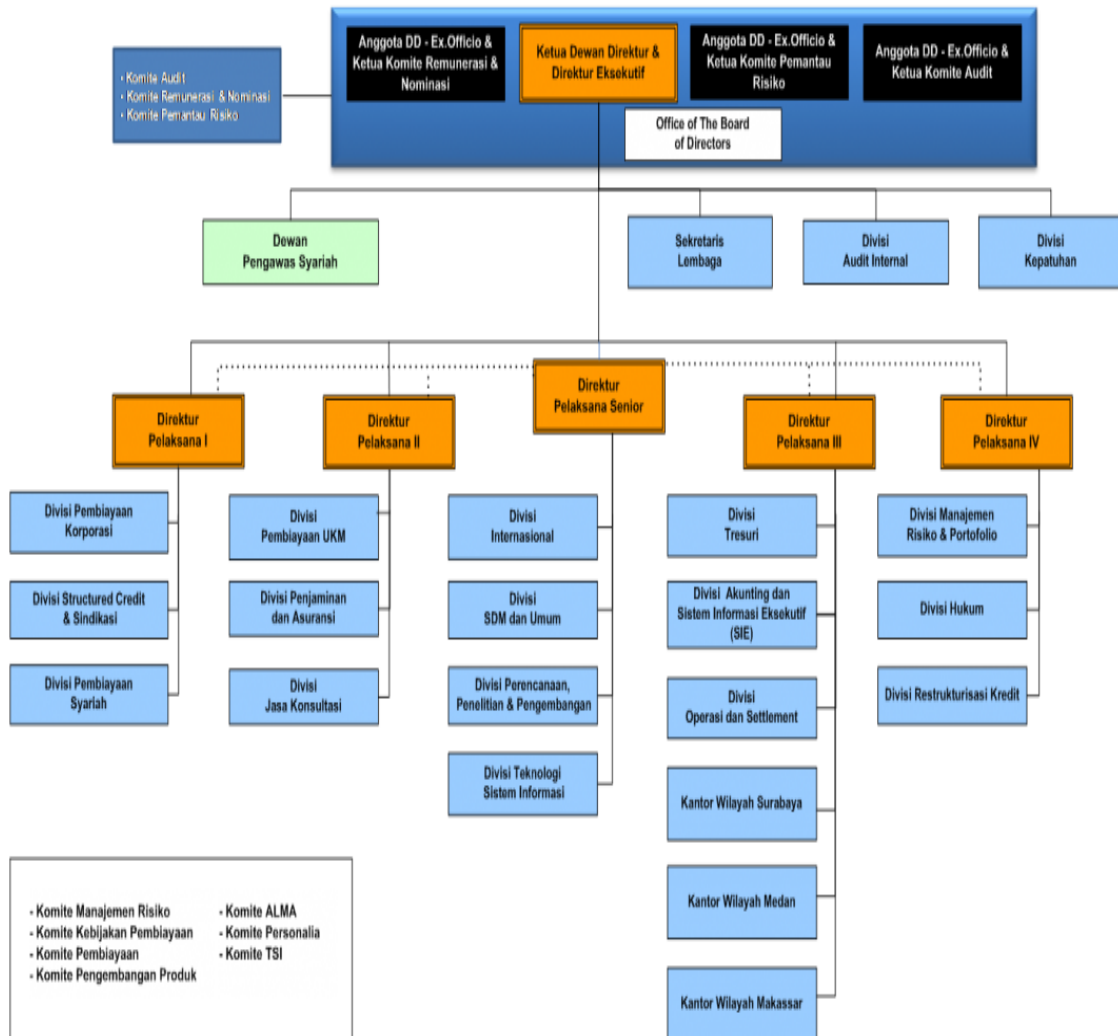 Anggota DD - Ex.Officio &
Ketua Komite Remunerasi &
Nominasi
Ketua Dewan Direktur &
Direktur Eksekutif
Anggota DD - Ex.Officio &
Ketua Komite Pemantau
Risiko
Anggota DD - Ex.Officio &
Ketua Komite Audit
- Komite Audit
- Komite Remunerasi & Nominasi
- Komite Pemantau Risiko
Office of The Board
of Directors
Dewan
Pengawas Syariah
Sekretaris
Lembaga
Divisi
Audit Internal
Divisi
Kepatuhan
Direktur
Pelaksana I
Direktur
Pelaksana II
Direktur
Pelaksana Senior
Direktur
Pelaksana III
Direktur
Pelaksana IV
Divisi Pembiayaan
Korporasi
Divisi Structured Credit
& Sindikasi
Divisi Pembiayaan
Syariah
Divisi
Pembiayaan UKM
Divisi Penjaminan
dan Asuransi
Divisi
Jasa Konsultasi
Divisi
Internasional
Divisi
SDM dan Umum
Divisi Perencanaan,
Penelitian & Pengembangan
Divisi Teknologi
Sistem Informasi
Divisi
Tresuri
Divisi Akunting dan
Sistem Informasi Eksekutif
(SIE)
Divisi
Operasi dan Settlement
Kantor Wilayah Surabaya
Kantor Wilayah Medan
Kantor Wilayah Makassar
Divisi Manajemen
Risiko & Portofolio
Divisi Hukum
Divisi Restrukturisasi Kredit
- Komite Manajemen Risiko
- Komite Kebijakan Pembiayaan
- Komite Pembiayaan
- Komite Pengembangan Produk
- Komite ALMA
- Komite Personalia
- Komite TSI